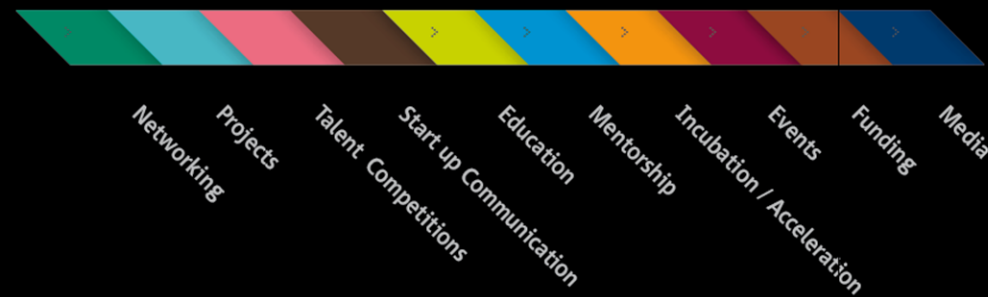 Networking
Projects
Talent Competitions
Start up Communication
Education
Mentorship
Incubation / Acceleration
Events
Funding
Media